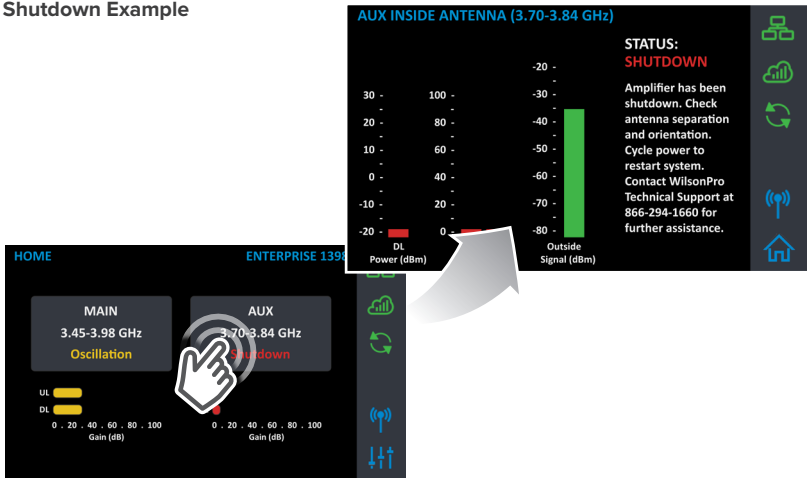 Shutdown Example
AUX INSIDE ANTENNA (3.70-3.84 GHz)
STATUS:
SHUTDOWN
Amplifier has been
shutdown. Check
antenna separation
and orientation.
Cycle power to
restart system.
Contact WilsonPro
Technical Support at
866-294-1660 for
further assistance.
30 -
20 -
10 -
0 -
-10 -
-20 -
DL
Power (dBm)
100 -
80 -
60 -
40 -
20 -
0 -
-20 -
-30 -
-40 -
-50 -
-60 -
-70 -
-80 -
Outside
Signal (dBm)
HOME
ENTERPRISE 1398
MAIN
3.45-3.98 GHz
Oscillation
AUX
3.70-3.84 GHz
Shutdown
UL
DL
0 . 20 . 40 . 60 . 80 . 100
Gain (dB)
0 . 20 . 40 . 60 . 80 . 100
Gain (dB)